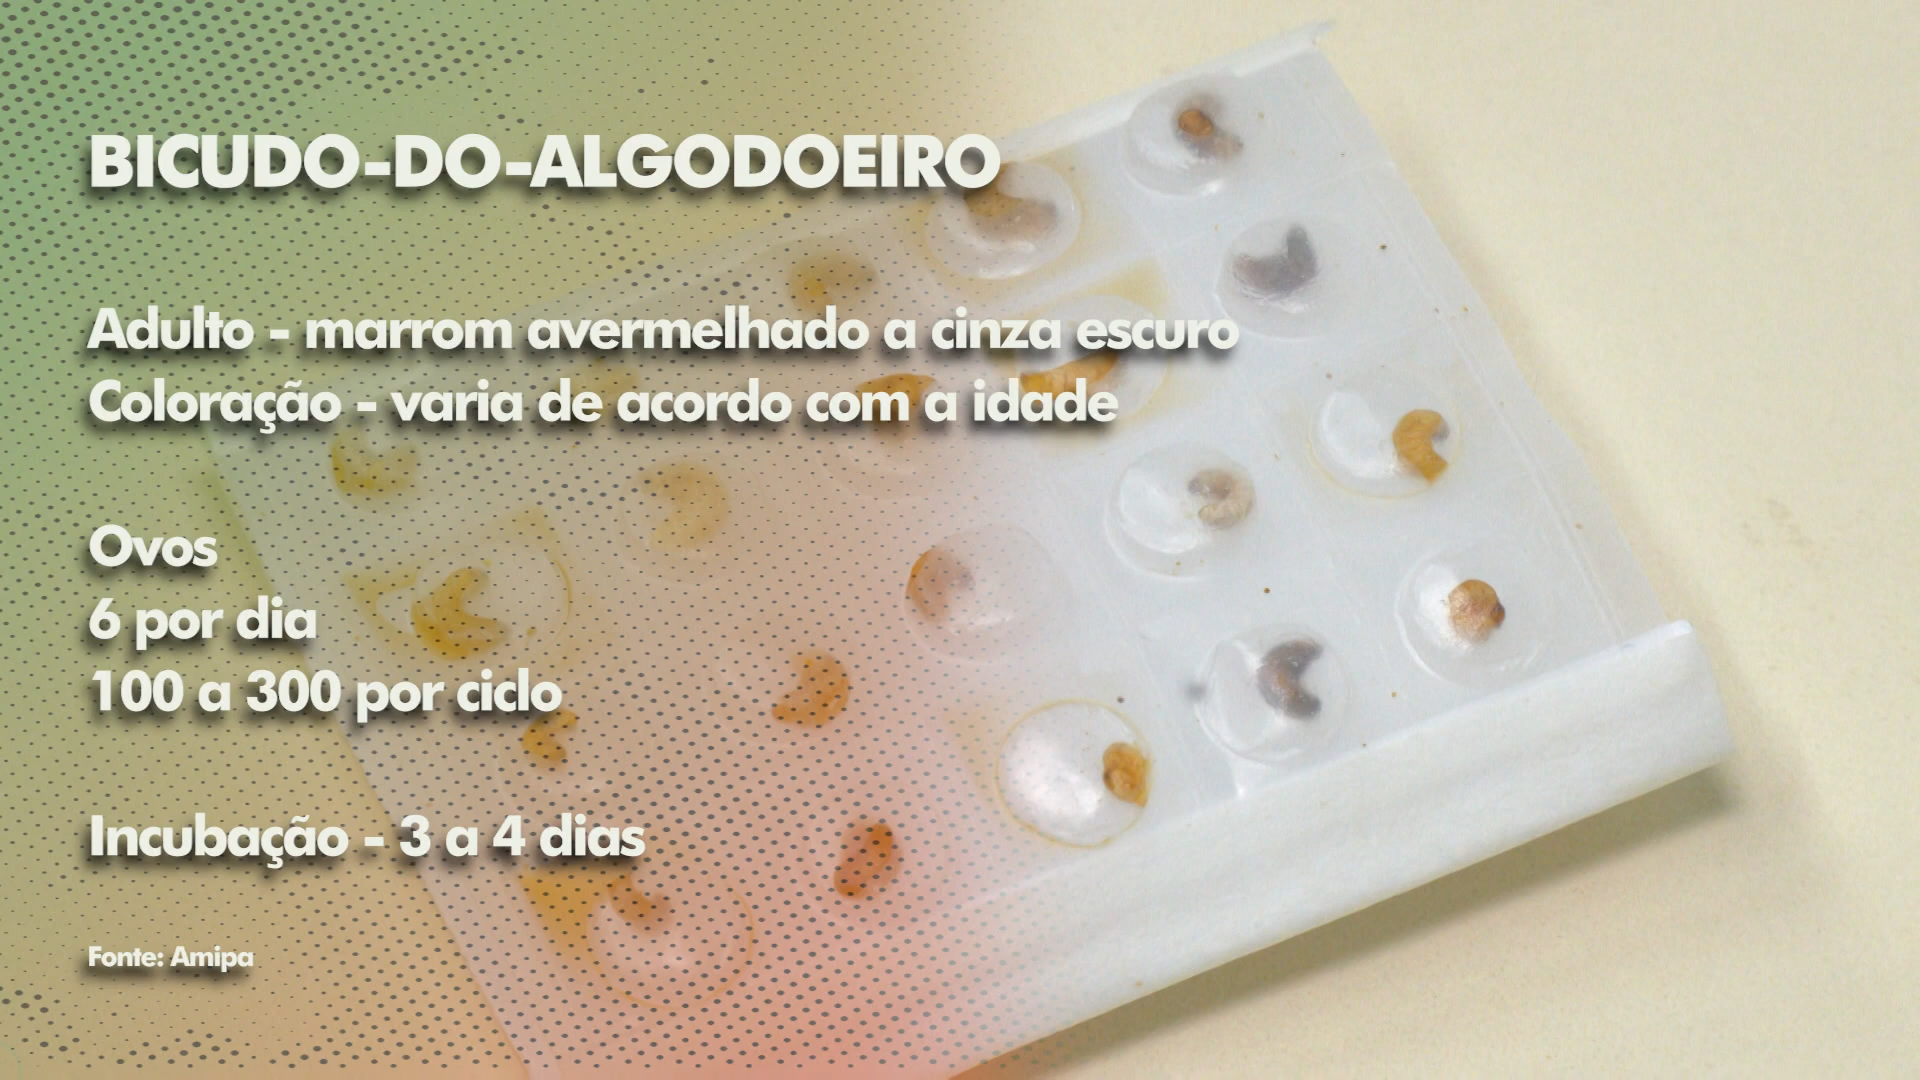 BICUDO-DO-ALGODOEIRO
Adulto - marrom avermelhado a cinza escuro
Coloração - varia de acordo com a idade
Ovos
6 por dia
100 a 300 por ciclo
Incubação - 3 a 4 dias
Fonte: Amipa